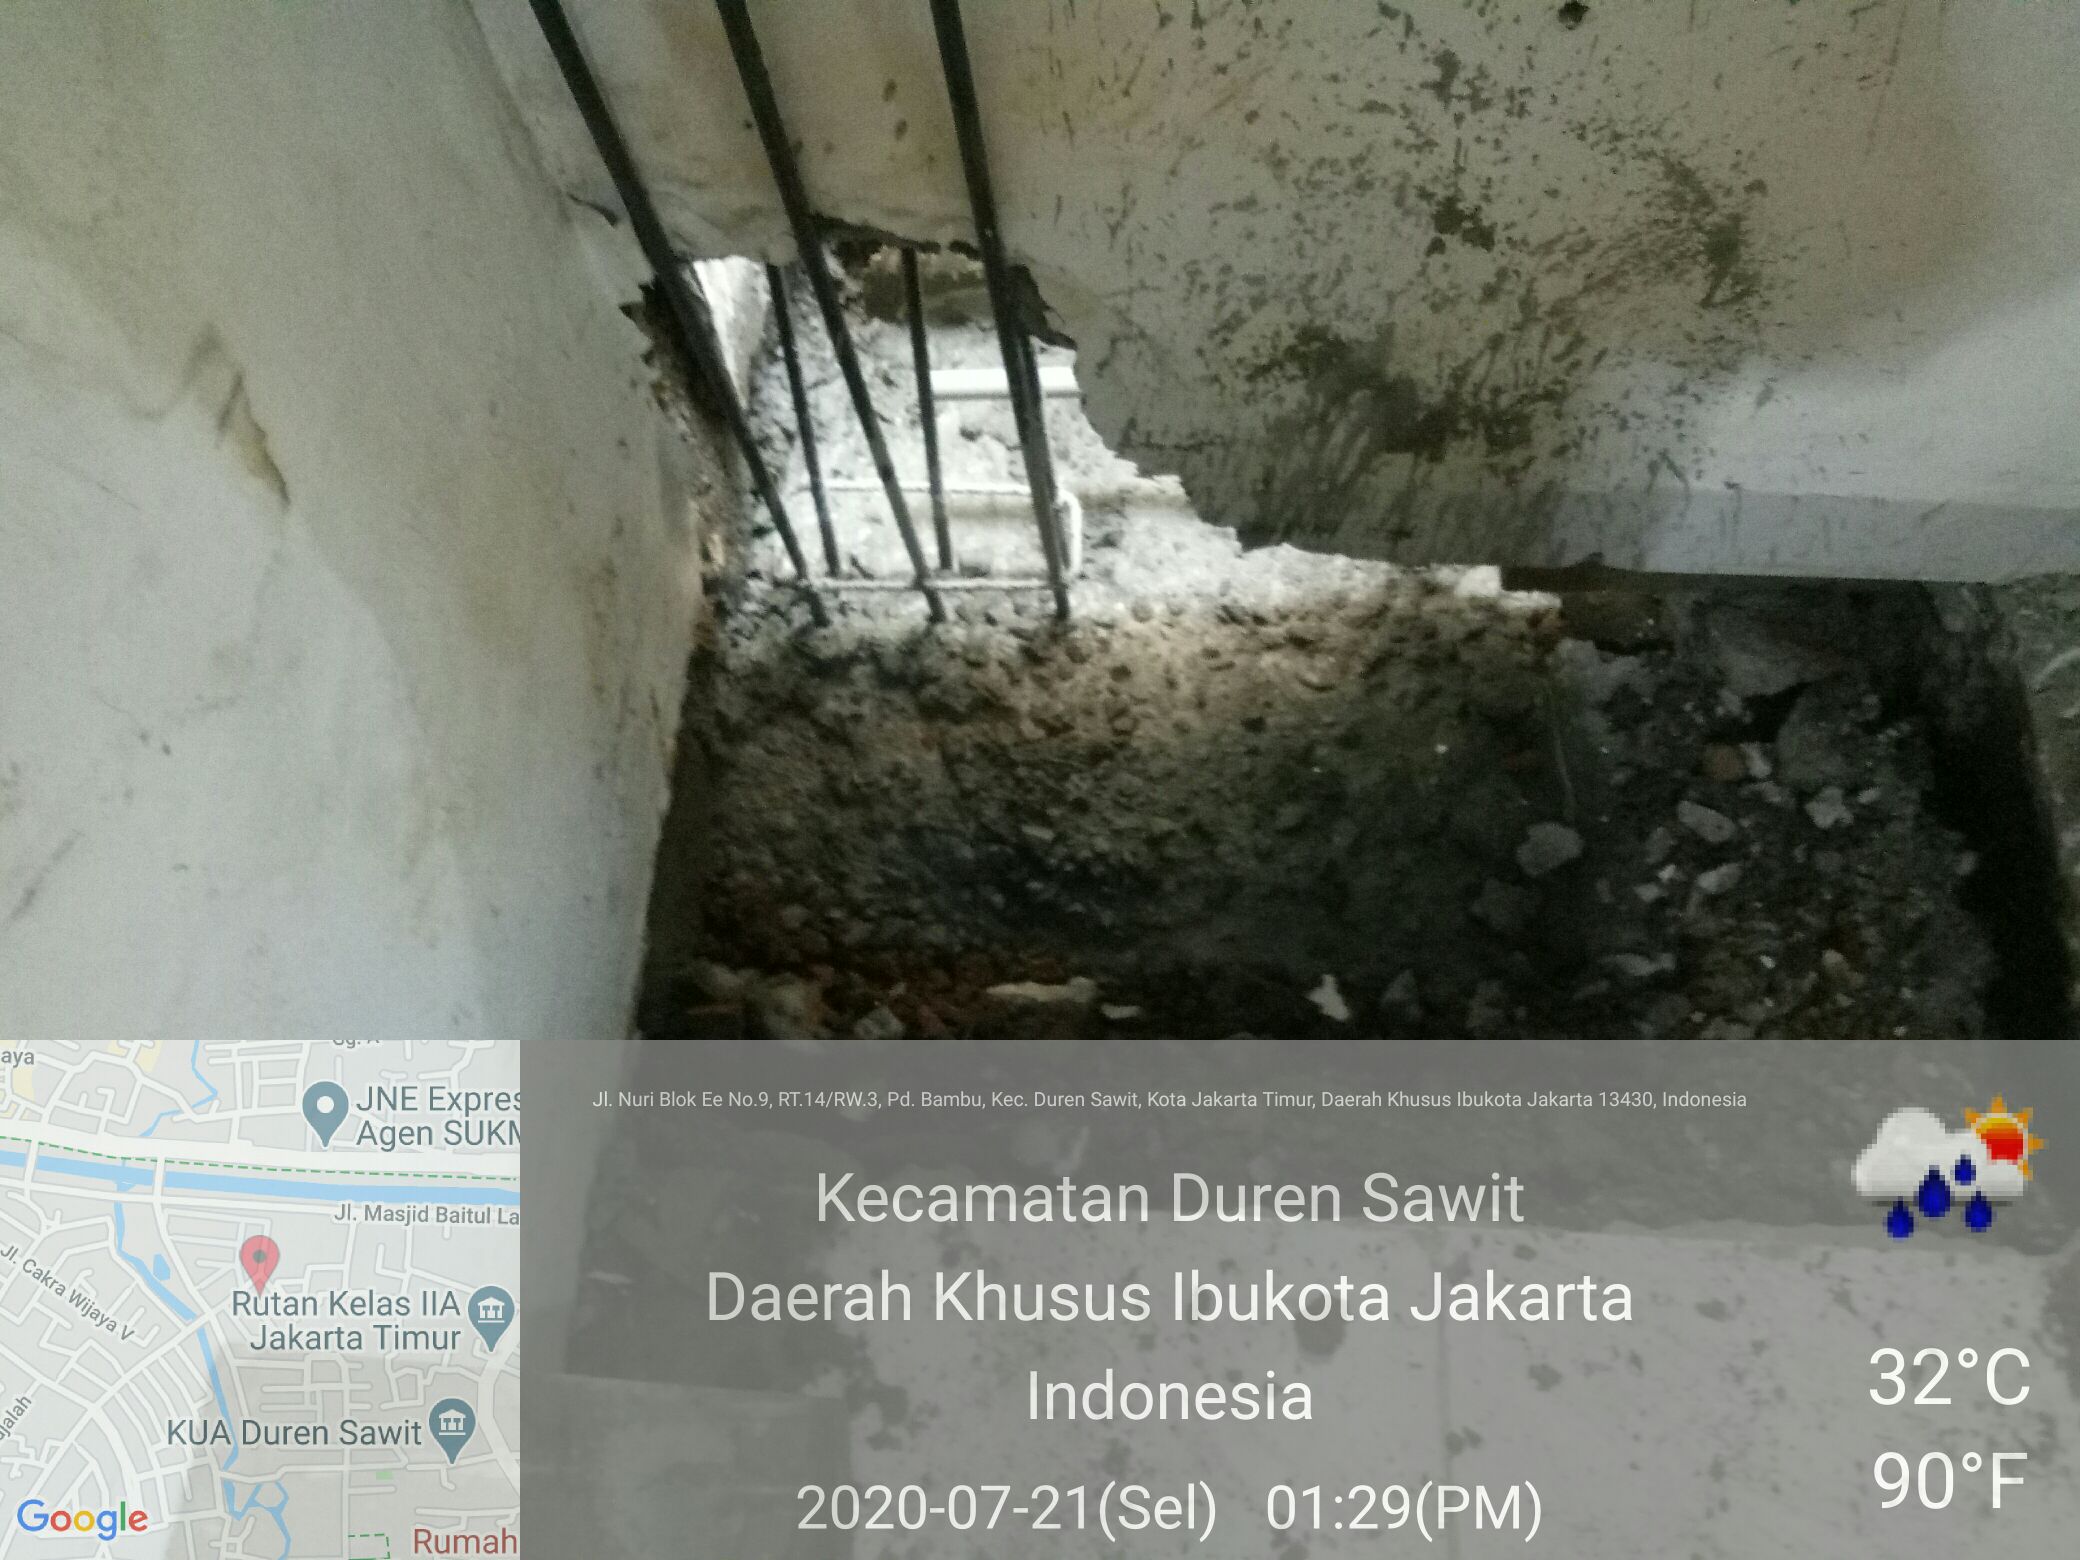 Gg. A
aya
JNE Expres
Agen SUKM
Jl. Masjid Baitul La
Jl. Cakra Wijaya V
Rutan Kelas IIA
Jakarta Timur
KUA Duren Sawit
Google
Rumah
Jl. Nuri Blok Ee No.9, RT.14/RW.3, Pd. Bambu, Kec. Duren Sawit, Kota Jakarta Timur, Daerah Khusus Ibukota Jakarta 13430, Indonesia
Kecamatan Duren Sawit
Daerah Khusus Ibukota Jakarta
Indonesia
2020-07-21(Sel) 01:29(PM)
32°C
90°F